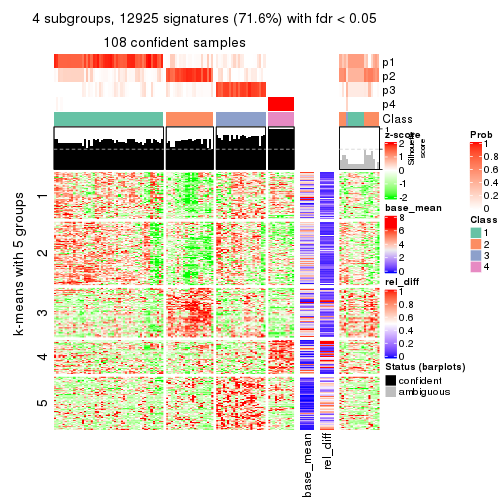 4 subgroups, 12925 signatures (71.6%) with fdr < 0.05
108 confident samples
p1
p2
p3
p4
Class
1
Silhouette
score
k-means with 5 groups
1
2
3
4
5
base_mean
rel_diff
z-score
2
1
0
-1
-2
base_mean
8
6
4
2
0
rel_diff
1
0.8
0.6
0.4
0.2
0
Status (barplots)
confident
ambiguous
Prob
1
0.8
0.6
0.4
0.2
0
Class
1
2
3
4